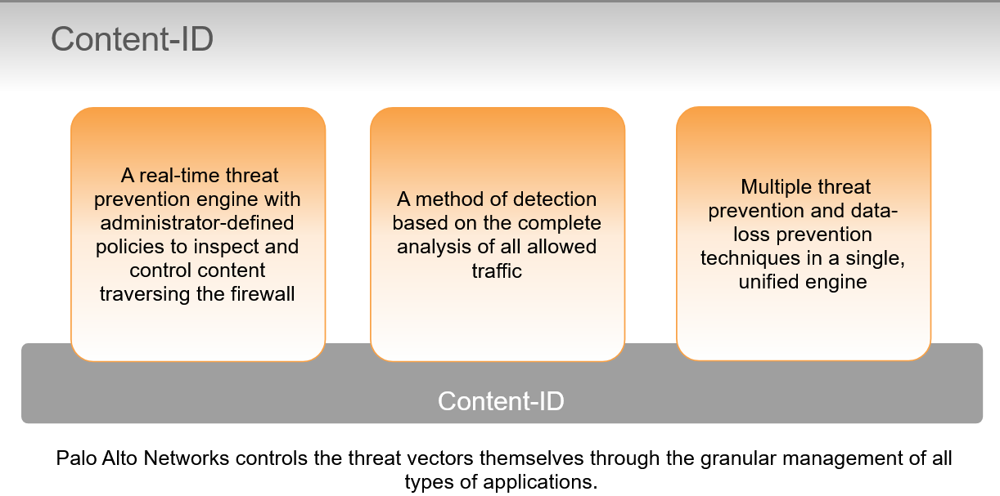 Content-ID
A real-time threat
prevention engine with
administrator-defined
policies to inspect and
control content
traversing the firewall
A method of detection
based on the complete
analysis of all allowed
traffic
Multiple threat
prevention and data-
loss prevention
techniques in a single,
unified engine
Content-ID
Palo Alto Networks controls the threat vectors themselves through the granular management of all
types of applications.